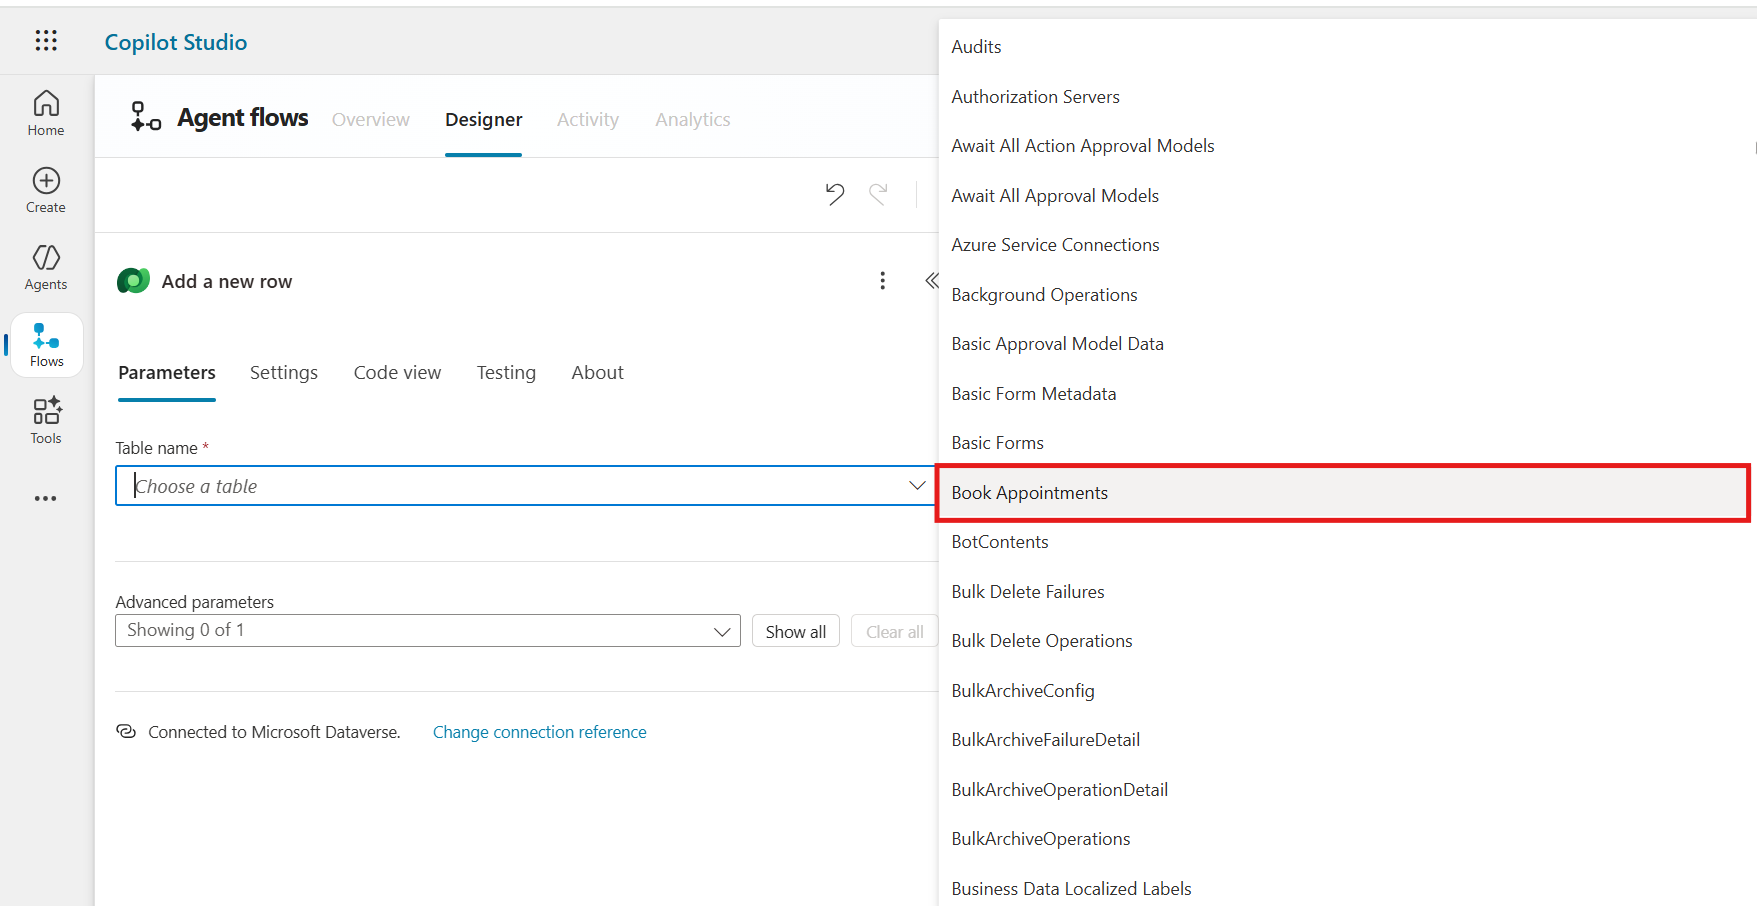 Copilot Studio
Home
Create
Agents
Flows
Tools
Agent flows
Overview
Designer
Activity
Analytics
Add a new row
Parameters
Settings
Code view
Testing
About
Table name *
Choose a table
Advanced parameters
Showing 0 of 1
Show all
Clear all
Connected to Microsoft Dataverse.
Change connection reference
Audits
Authorization Servers
Await All Action Approval Models
Await All Approval Models
Azure Service Connections
Background Operations
Basic Approval Model Data
Basic Form Metadata
Basic Forms
Book Appointments
BotContents
Bulk Delete Failures
Bulk Delete Operations
BulkArchiveConfig
BulkArchiveFailureDetail
BulkArchiveOperationDetail
BulkArchiveOperations
Business Data Localized Labels